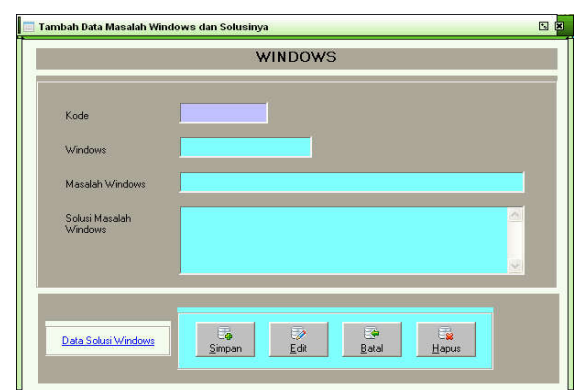 Tambah Data Masalah Windows dan Solusinya
WINDOWS
Kode
Windows
Masalah Windows
Solusi Masalah
Windows
Data Solusi Windows
Simpan Edit Batal Hapus